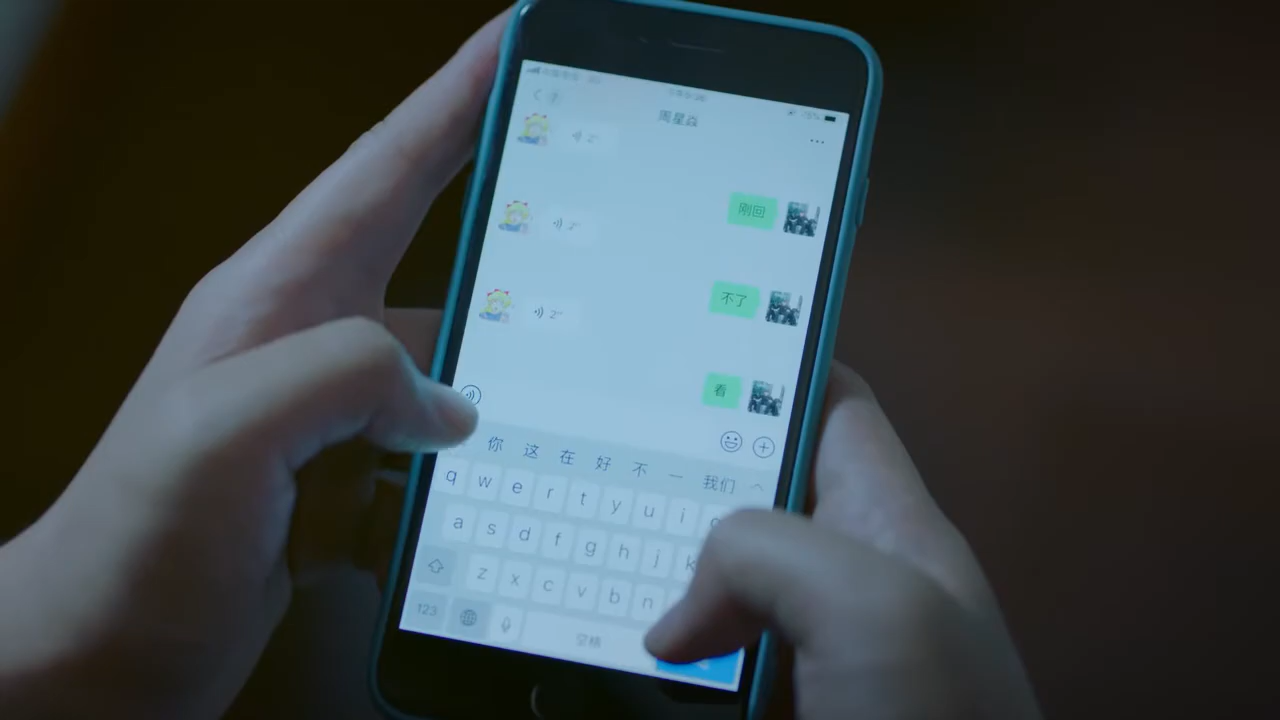 周星焱
2"
刚回
2"
不了
2"
看
你 这 在 好 不 一 我们
q w e r t y u i
a s d f g h j k
z x c v b n
123 空格